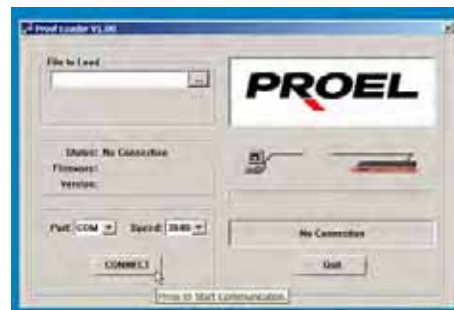 Proel Loader V1.00
File to Load
...
PROEL
Status: No Connection
Firmware:
Version:
Port: COM Speed: 3840
No Connection
CONNECT
Quit
Press to Start Communication